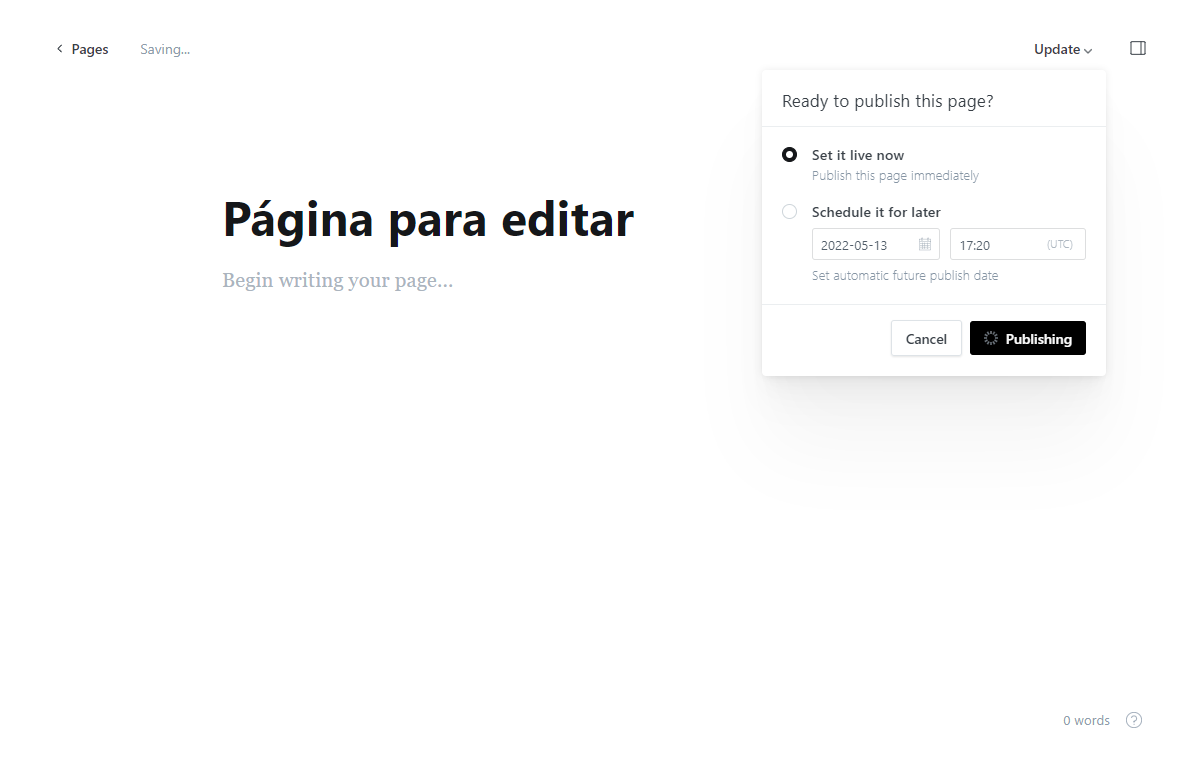 Pages Saving... Update
Ready to publish this page?
Set it live now
Publish this page immediately
Schedule it for later
2022-05-13 17:20 (UTC)
Set automatic future publish date
Cancel Publishing
Página para editar
Begin writing your page...
0 words ?